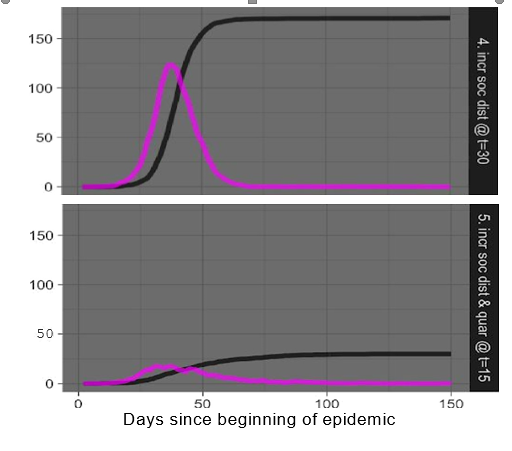 150
100
50
0
4. incr soc dist @ t=30
150
100
50
0
5. incr soc dist & quar @ t=15
0 50 100 150
Days since beginning of epidemic